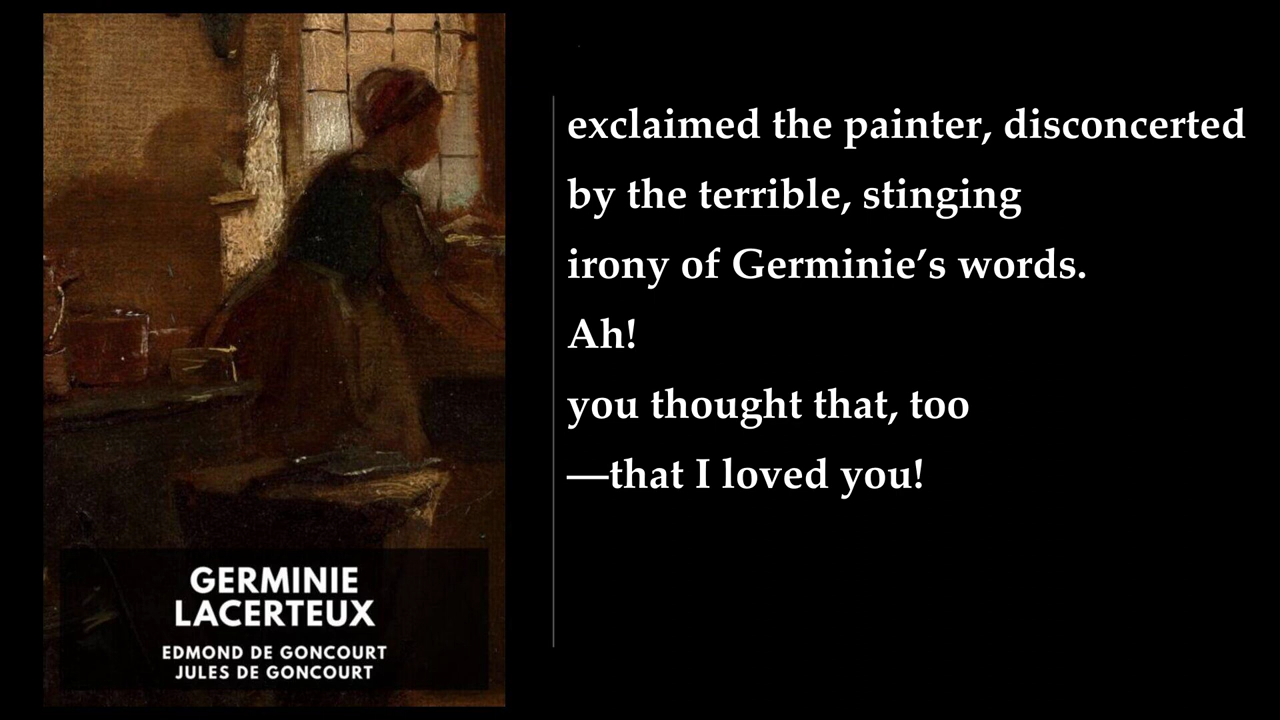 exclaimed the painter, disconcerted
by the terrible, stinging
irony of Germinie’s words.
Ah!
you thought that, too
—that I loved you!
GERMINIE
LACERTEUX
EDMOND DE GONCOURT
JULES DE GONCOURT